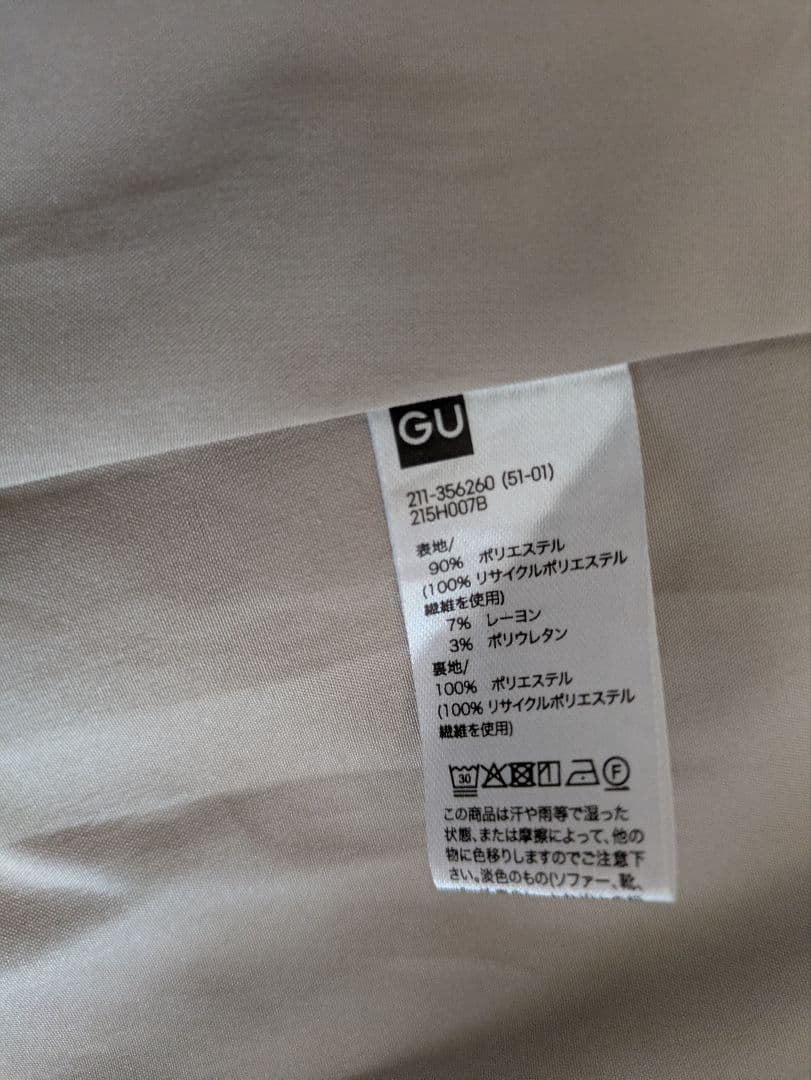 GU
211-356260 (51-01)
215H007B
表地/
90% ポリエステル
(100% リサイクルポリエステル
繊維を使用)
7% レーヨン
3% ポリウレタン
裏地/
100% ポリエステル
(100% リサイクルポリエステル
繊維を使用)
30
F
この商品は汗や雨等で湿った
状態、または摩擦によって、他の
物に色移りしますのでご注意下
さい。淡色のもの(ソファー、靴、